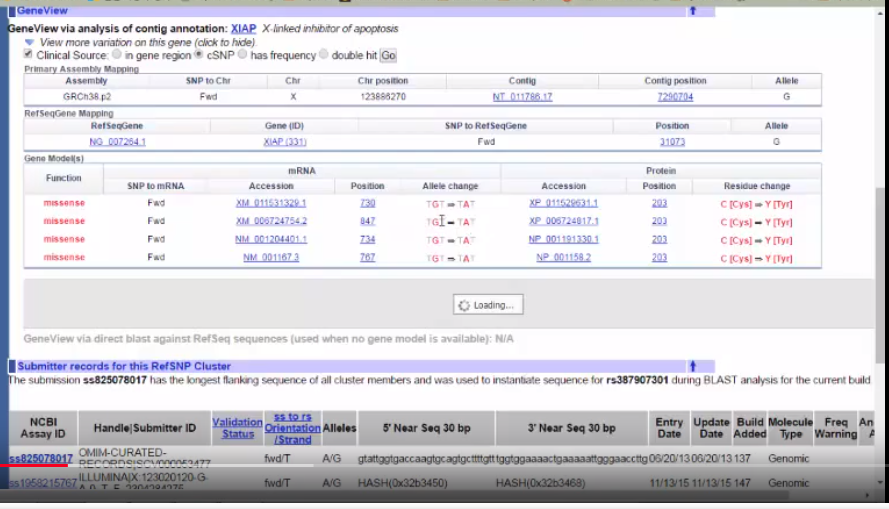 GeneView
GeneView via analysis of contig annotation: XIAP X-linked inhibitor of apoptosis
View more variation on this gene (click to hide).
Clinical Source: in gene region cSNP has frequency double hit Go
Primary Assembly Mapping
Assembly SNP to Chr Chr Chr position Contig Contig position Allele
GRCh38.p2 Fwd X 123886270 NT_011786.17 7290704 G
RefSeqGene Mapping
RefSeqGene Gene (ID) SNP to RefSeqGene Position Allele
NG_007264.1 XIAP (331) Fwd 31073 G
Gene Model(s)
Function mRNA Protein
SNP to mRNA Accession Position Allele change Accession Position Residue change
missense Fwd XM_011531329.1 730 TGT ⇒ TAT XP_011529631.1 203 C [Cys] ⇒ Y [Tyr]
missense Fwd XM_006724754.2 847 TGT ⇒ TAT XP_006724817.1 203 C [Cys] ⇒ Y [Tyr]
missense Fwd NM_001204401.1 734 TGT ⇒ TAT NP_001191330.1 203 C [Cys] ⇒ Y [Tyr]
missense Fwd NM_001167.3 767 TGT ⇒ TAT NP_001158.2 203 C [Cys] ⇒ Y [Tyr]
Loading...
GeneView via direct blast against RefSeq sequences (used when no gene model is available): N/A
Submitter records for this RefSNP Cluster
The submission ss825078017 has the longest flanking sequence of all cluster members and was used to instantiate sequence for rs387907301 during BLAST analysis for the current build
NCBI Assay ID Handle|Submitter ID Validation Status ss to rs Orientation /Strand Alleles 5' Near Seq 30 bp 3' Near Seq 30 bp Entry Date Update Date Build Added Molecule Type Freq Warning
ss825078017 OMIM-CURATED-RECORDS|SCV000053477 fwd/T A/G gtattggtgaccaagtgcagtgcttttgtt tggtggaaaactgaaaaattgggaaccttg 06/20/13 06/20/13 137 Genomic
ss1958215767 ILLUMINA|X:123020120-G- fwd/T A/G HASH(0x32b3450) HASH(0x32b3468) 11/13/15 11/13/15 147 Genomic